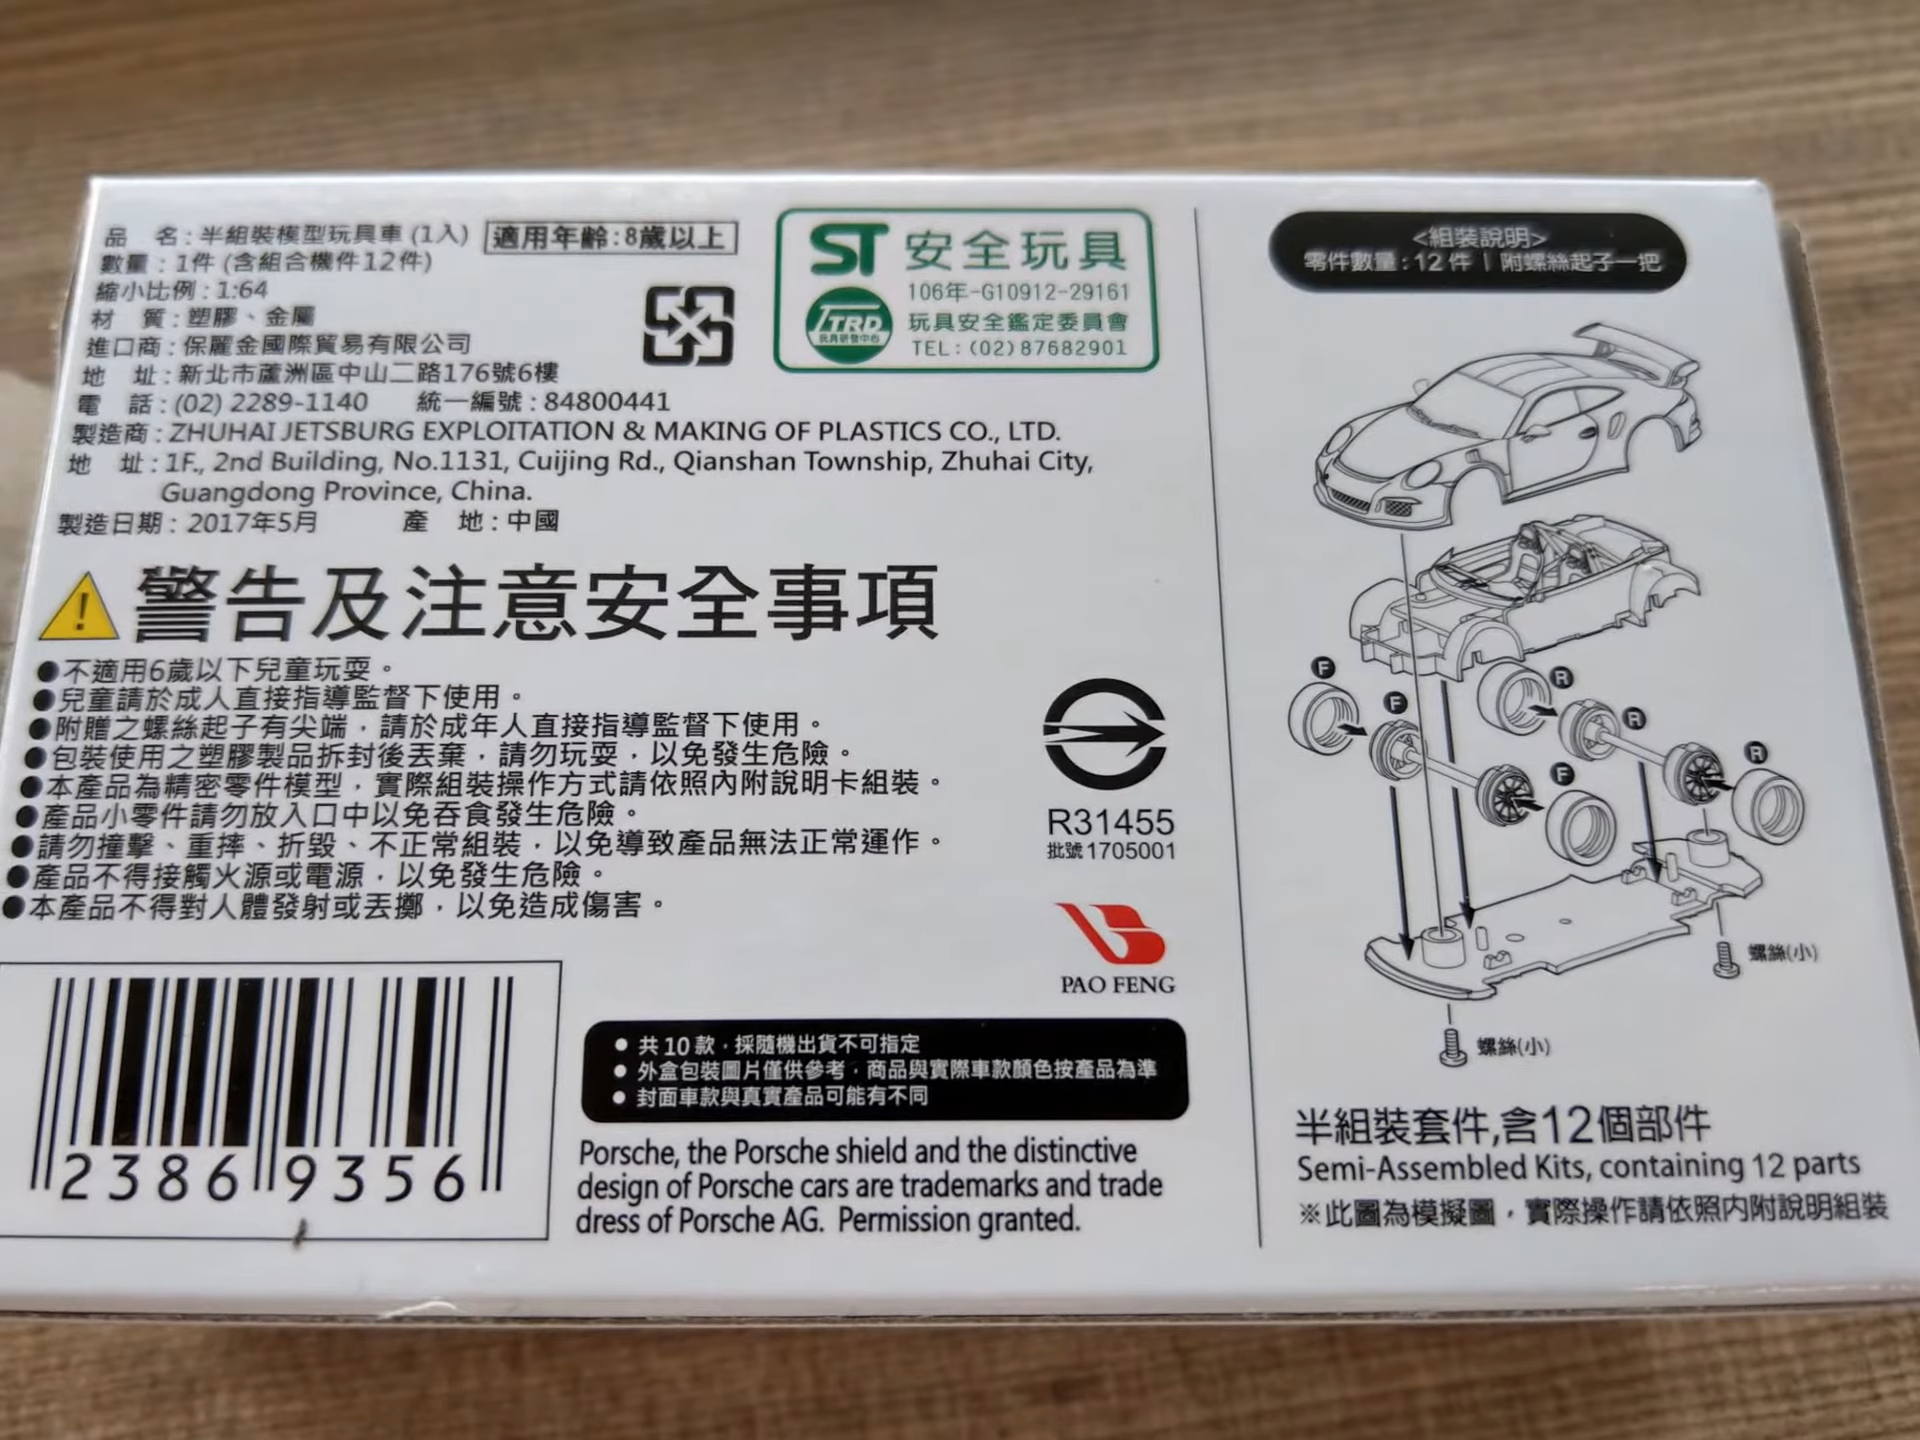 品 名:半組裝模型玩具車 (1入) 適用年齡:8歲以上
數量:1件 (含組合機件12件)
縮小比例:1:64
材 質:塑膠、金屬
進口商:保麗金國際貿易有限公司
地 址:新北市蘆洲區中山二路176號6樓
電 話:(02) 2289-1140 統一編號:84800441
製造商:ZHUHAI JETSBURG EXPLOITATION & MAKING OF PLASTICS CO., LTD.
地 址:1F., 2nd Building, No.1131, Cuijing Rd., Qianshan Township, Zhuhai City,
Guangdong Province, China.
製造日期:2017年5月 產 地:中國
ST 安全玩具
106年-G10912-29161
TTRD 玩具研發中心
玩具安全鑑定委員會
TEL:(02)87682901
! 警告及注意安全事項
●不適用6歲以下兒童玩耍。
●兒童請於成人直接指導監督下使用。
●附贈之螺絲起子有尖端,請於成年人直接指導監督下使用。
●包裝使用之塑膠製品拆封後丟棄,請勿玩耍,以免發生危險。
●本產品為精密零件模型,實際組裝操作方式請依照內附說明卡組裝。
●產品小零件請勿放入口中以免吞食發生危險。
●請勿撞擊、重摔、折毀、不正常組裝,以免導致產品無法正常運作。
●產品不得接觸火源或電源,以免發生危險。
●本產品不得對人體發射或丟擲,以免造成傷害。
R31455
批號1705001
PAO FENG
2386 9356
● 共10款,採隨機出貨不可指定
● 外盒包裝圖片僅供參考,商品與實際車款顏色按產品為準
● 封面車款與真實產品可能有不同
Porsche, the Porsche shield and the distinctive
design of Porsche cars are trademarks and trade
dress of Porsche AG. Permission granted.
<組裝說明>
零件數量:12件 | 附螺絲起子一把
F
F
R
R
F
R
螺絲(小)
螺絲(小)
半組裝套件,含12個部件
Semi-Assembled Kits, containing 12 parts
※此圖為模擬圖,實際操作請依照內附說明組裝